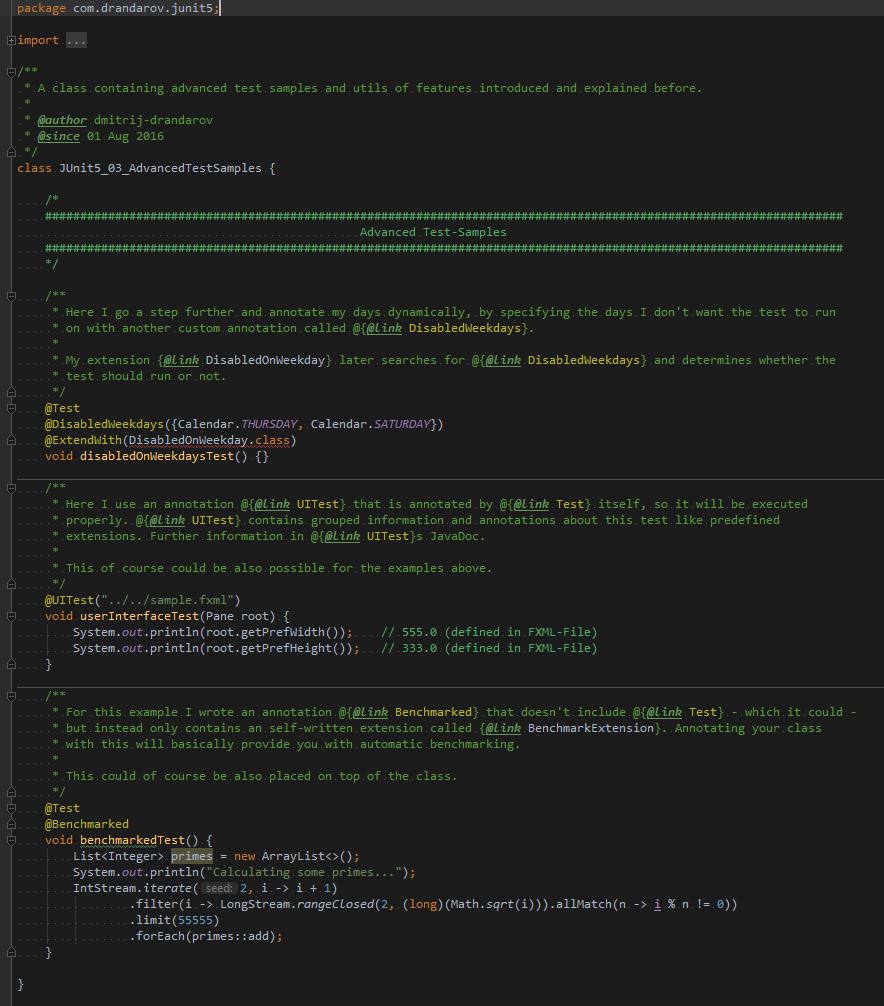 package com.drandarov.junit5;
import ...
/**
 * A class containing advanced test samples and utils of features introduced and explained before.
 *
 * @author dmitrij-drandarov
 * @since 01 Aug 2016
 */
class JUnit5_03_AdvancedTestSamples {
    /*
    ##################################################################################################################
                                                 Advanced Test-Samples
    ##################################################################################################################
    */
    /**
     * Here I go a step further and annotate my days dynamically, by specifying the days I don't want the test to run
     * on with another custom annotation called @{@link DisabledWeekdays}.
     *
     * My extension {@link DisabledOnWeekday} later searches for @{@link DisabledWeekdays} and determines whether the
     * test should run or not.
     */
    @Test
    @DisabledWeekdays({Calendar.THURSDAY, Calendar.SATURDAY})
    @ExtendWith(DisabledOnWeekday.class)
    void disabledOnWeekdaysTest() {}
    /**
     * Here I use an annotation @{@link UITest} that is annotated by @{@link Test} itself, so it will be executed
     * properly. @{@link UITest} contains grouped information and annotations about this test like predefined
     * extensions. Further information in @{@link UITest}s JavaDoc.
     *
     * This of course could be also possible for the examples above.
     */
    @UITest("../../sample.fxml")
    void userInterfaceTest(Pane root) {
        System.out.println(root.getPrefWidth());    // 555.0 (defined in FXML-File)
        System.out.println(root.getPrefHeight());   // 333.0 (defined in FXML-File)
    }
    /**
     * For this example I wrote an annotation @{@link Benchmarked} that doesn't include @{@link Test} - which it could -
     * but instead only contains an self-written extension called {@link BenchmarkExtension}. Annotating your class
     * with this will basically provide you with automatic benchmarking.
     *
     * This could of course be also placed on top of the class.
     */
    @Test
    @Benchmarked
    void benchmarkedTest() {
        List<Integer> primes = new ArrayList<>();
        System.out.println("Calculating some primes...");
        IntStream.iterate( seed: 2, i -> i + 1)
                .filter(i -> LongStream.rangeClosed(2, (long)(Math.sqrt(i))).allMatch(n -> i % n != 0))
                .limit(55555)
                .forEach(primes::add);
    }
}